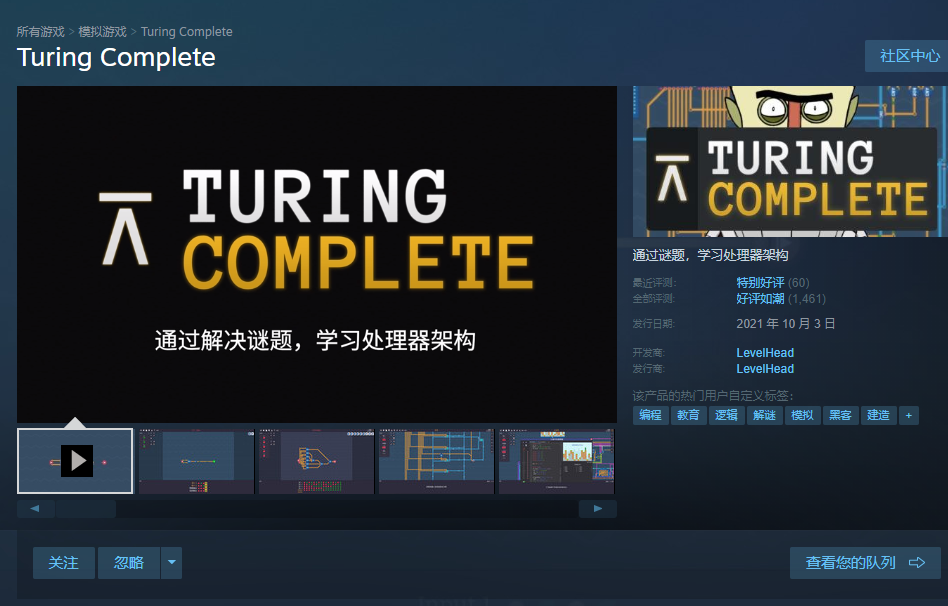 所有游戏 > 模拟游戏 > Turing Complete
Turing Complete
社区中心
TURING
COMPLETE
通过解决谜题，学习处理器架构
TURING
COMPLETE
通过谜题，学习处理器架构
最近评测: 特别好评 (60)
全部评测: 好评如潮 (1,461)
发行日期: 2021 年 10 月 3 日
开发商: LevelHead
发行商: LevelHead
该产品的热门用户自定义标签:
编程 教育 逻辑 解谜 模拟 黑客 建造 +
关注 忽略
查看您的队列